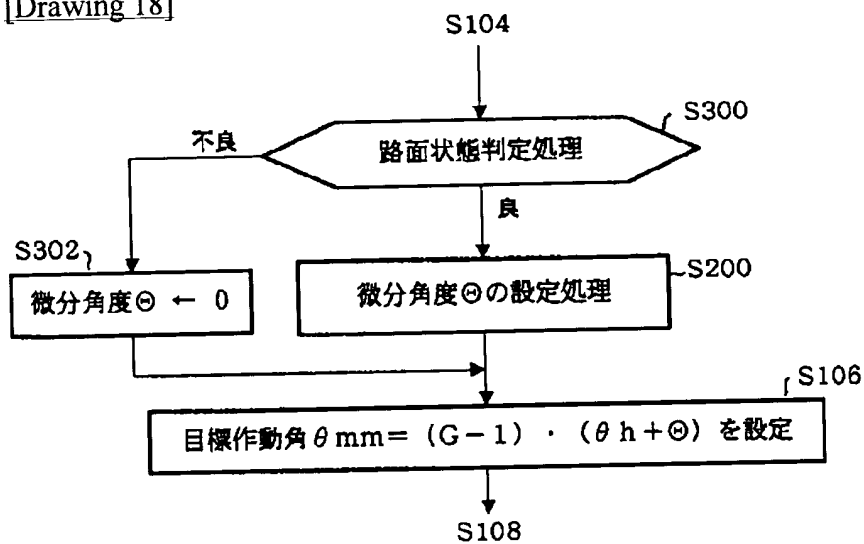 [Drawing 18]
S104
S300
不良
路面状態判定処理
良
S302
S200
微分角度Θ ← 0
微分角度Θの設定処理
S106
目標作動角θmm=(G-1)・(θh+Θ)を設定
S108